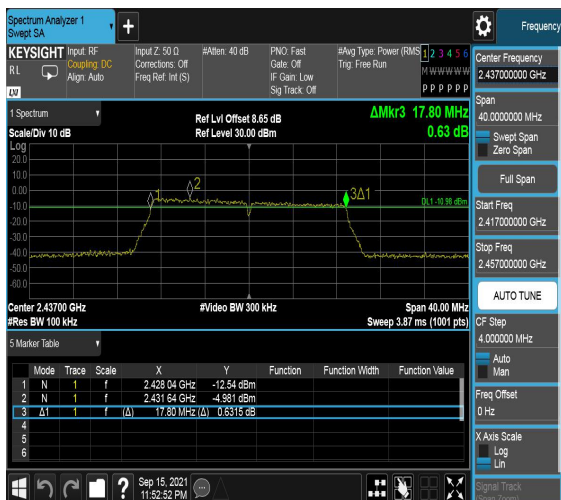 Spectrum Analyzer 1
Swept SA
+
Frequency
KEYSIGHT Input: RF Input Z: 50 Ω #Atten: 40 dB PNO: Fast #Avg Type: Power (RMS 1 2 3 4 5 6
RL Coupling: DC Corrections: Off Gate: Off Trig: Free Run M W W W W W
Align: Auto Freq Ref: Int (S) IF Gain: Low
Sig Track: Off P P P P P P
LXI
1 Spectrum
Ref Lvl Offset 8.65 dB ΔMkr3 17.80 MHz
Scale/Div 10 dB Ref Level 30.00 dBm 0.63 dB
Log
20.0
10.0
0.00
-10.0
-20.0
-30.0
-40.0
-50.0
-60.0
1
2
3Δ1
DL1 -10.98 dBm
Center 2.43700 GHz #Video BW 300 kHz Span 40.00 MHz
#Res BW 100 kHz Sweep 3.87 ms (1001 pts)
5 Marker Table
Mode Trace Scale X Y Function Function Width Function Value
1 N 1 f 2.428 04 GHz -12.54 dBm
2 N 1 f 2.431 64 GHz -4.981 dBm
3 Δ1 1 f (Δ) 17.80 MHz (Δ) 0.6315 dB
4
5
6
Sep 15, 2021
11:52:52 PM
?
Center Frequency
2.437000000 GHz
Span
40.0000000 MHz
Swept Span
Zero Span
Full Span
Start Freq
2.417000000 GHz
Stop Freq
2.457000000 GHz
AUTO TUNE
CF Step
4.000000 MHz
Auto
Man
Freq Offset
0 Hz
X Axis Scale
Log
Lin
Signal Track
(Span Zoom)